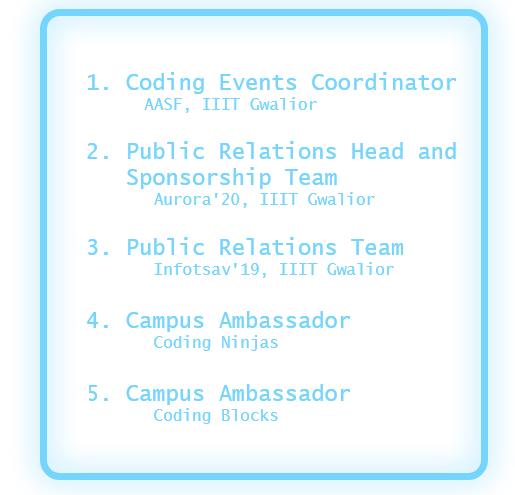 1. Coding Events Coordinator
AASF, IIIT Gwalior
2. Public Relations Head and
Sponsorship Team
Aurora'20, IIIT Gwalior
3. Public Relations Team
Infotsav'19, IIIT Gwalior
4. Campus Ambassador
Coding Ninjas
5. Campus Ambassador
Coding Blocks